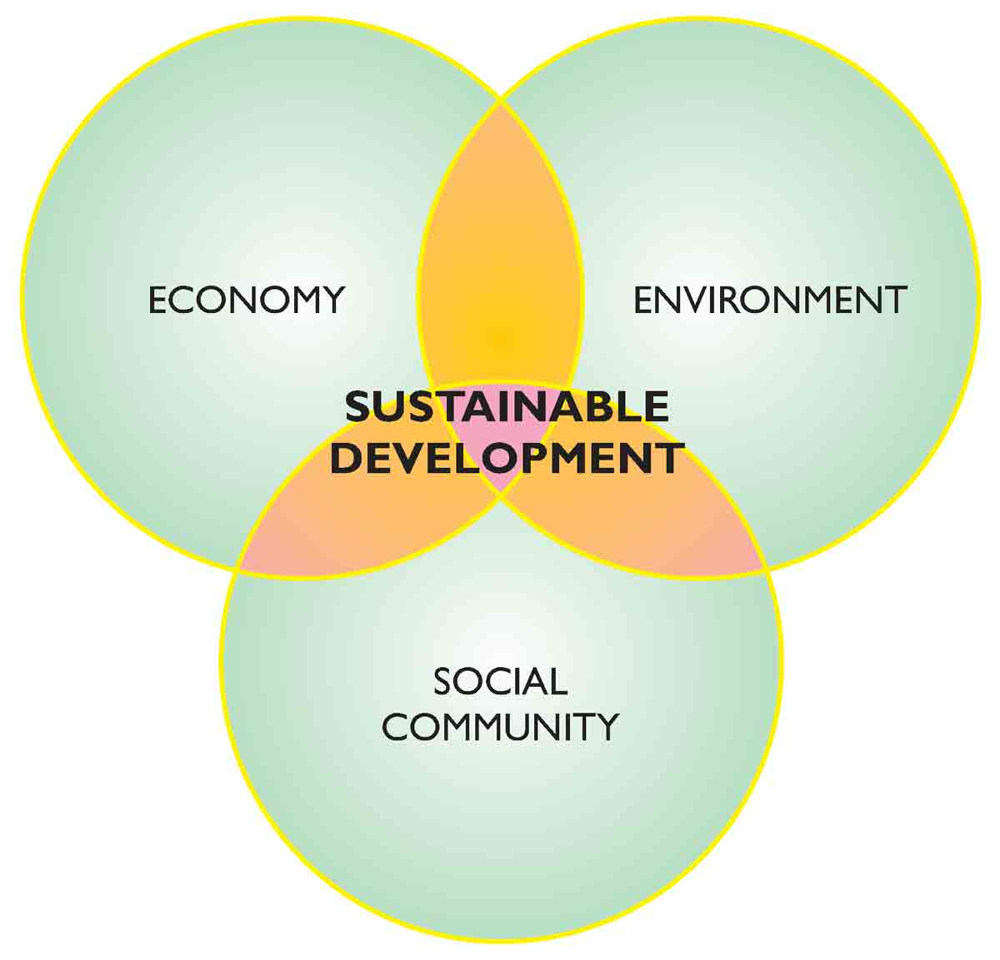 ECONOMY
ENVIRONMENT
SUSTAINABLE
DEVELOPMENT
SOCIAL
COMMUNITY